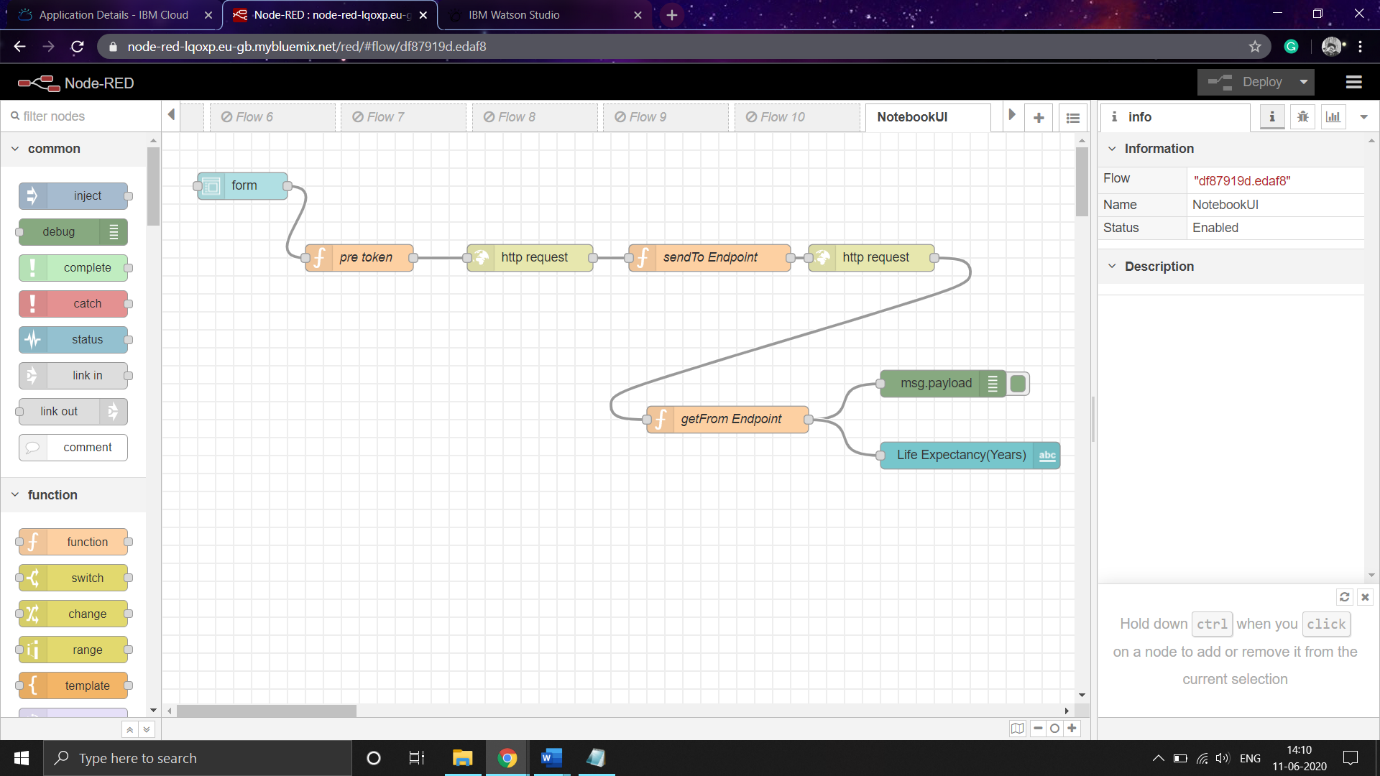 Application Details - IBM Cloud
Node-RED : node-red-lqoxp.eu-g
IBM Watson Studio
node-red-lqoxp.eu-gb.mybluemix.net/red/#flow/df87919d.edaf8
Node-RED
Deploy
filter nodes
Flow 6
Flow 7
Flow 8
Flow 9
Flow 10
NotebookUI
i info
i
common
inject
debug
complete
catch
status
link in
link out
comment
function
function
switch
change
range
template
form
pre token
http request
sendTo Endpoint
http request
msg.payload
getFrom Endpoint
Life Expectancy(Years) abc
Information
Flow "df87919d.edaf8"
Name NotebookUI
Status Enabled
Description
Hold down ctrl when you click
on a node to add or remove it from the
current selection
Type here to search
ENG
14:10
11-06-2020